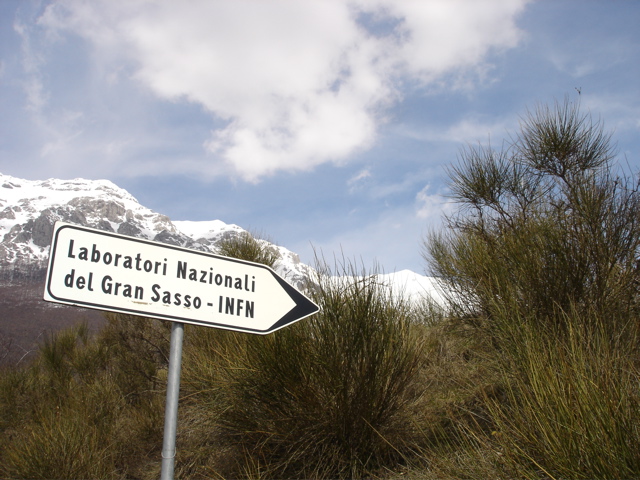 Laboratori Nazionali
del Gran Sasso - INFN